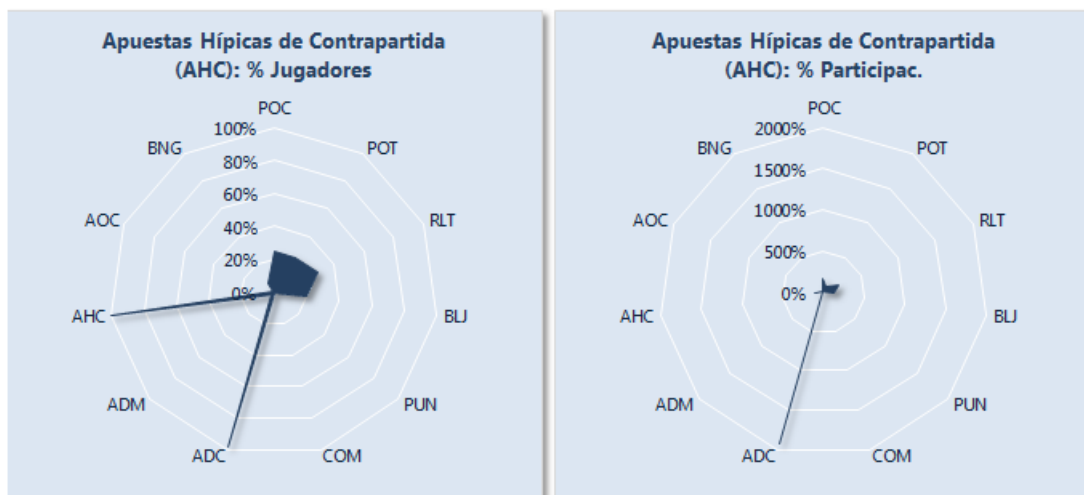 Apuestas Hípicas de Contrapartida
(AHC): % Jugadores
POC
100%
BNG
POT
80%
60%
AOC
RLT
40%
20%
0%
AHC
BLJ
ADM
PUN
ADC
COM
Apuestas Hípicas de Contrapartida
(AHC): % Participac.
POC
2000%
BNG
POT
1500%
1000%
AOC
RLT
500%
0%
AHC
BLJ
ADM
PUN
ADC
COM